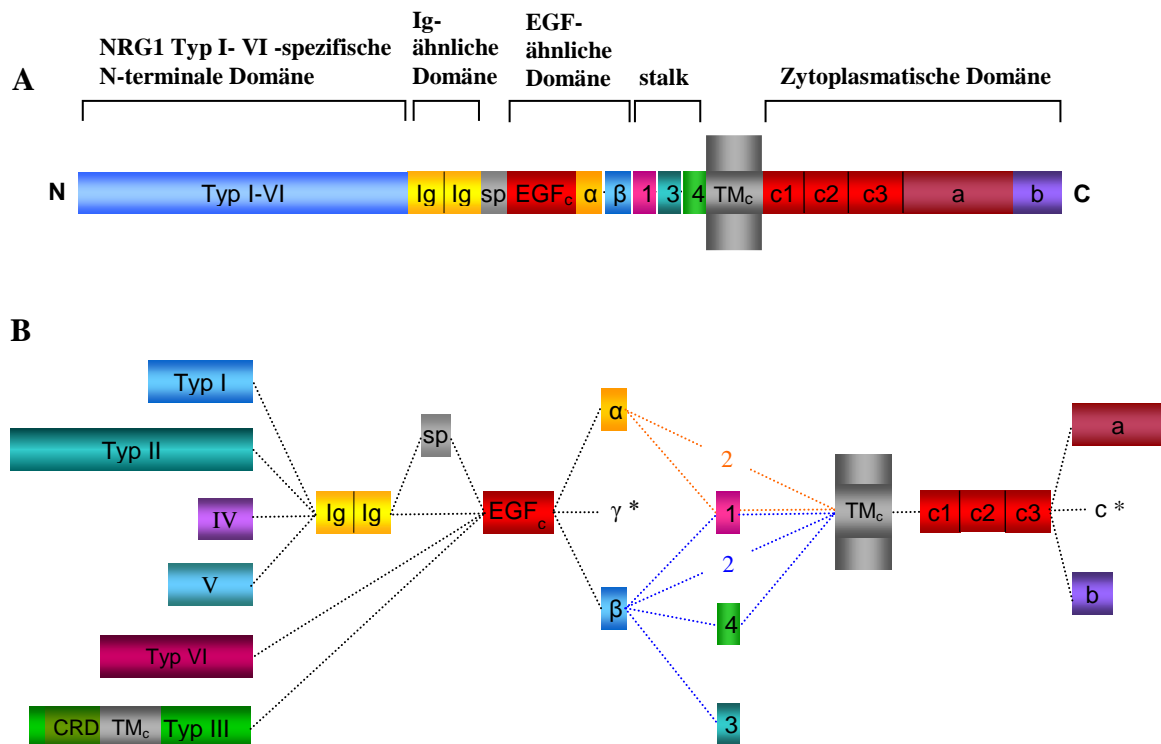 A
NRG1 Typ I- VI -spezifische
N-terminale Domäne
Ig-
ähnliche
Domäne
EGF-
ähnliche
Domäne
stalk
Zytoplasmatische Domäne
N Typ I-VI Ig Ig sp EGFc α β 1 3 4 TMc c1 c2 c3 a b C
B
Typ I
Typ II
IV
V
Typ VI
CRD TMc Typ III
Ig Ig
sp
EGFc
α
γ *
β
2
1
2
4
3
TMc
c1 c2 c3
a
c *
b